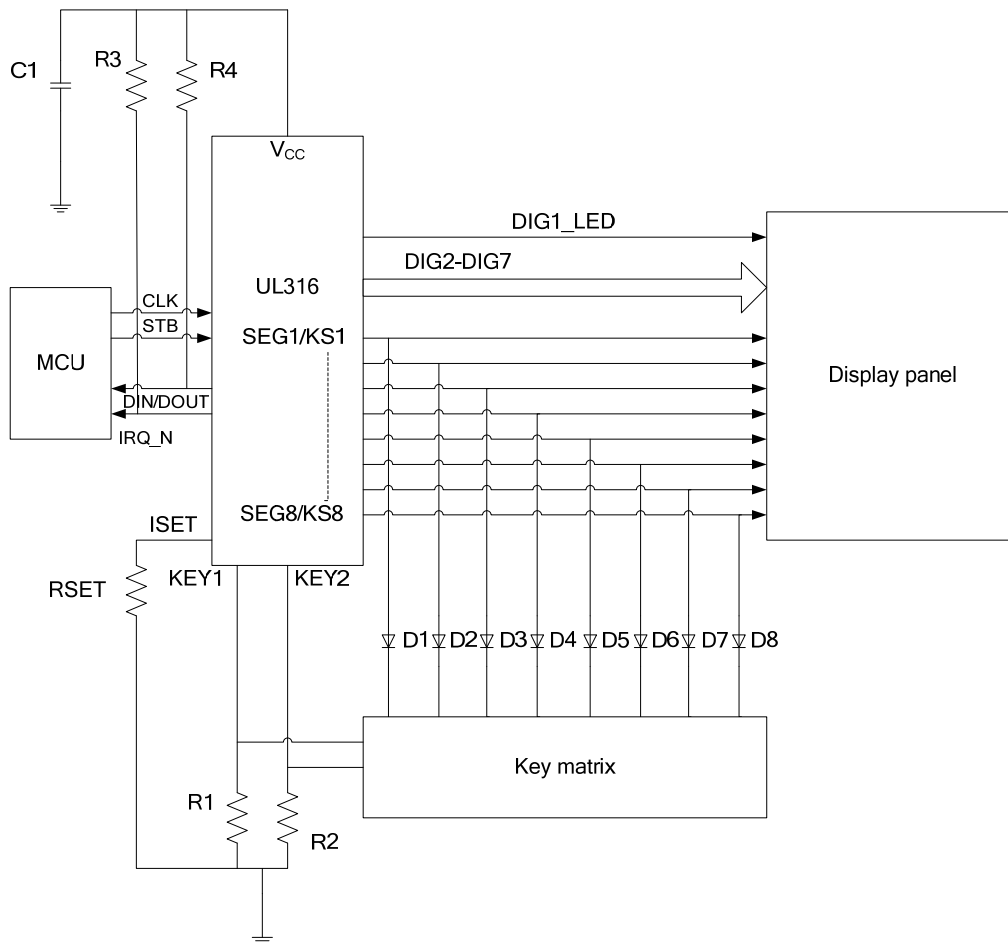 C1
R3
R4
VCC
DIG1_LED
DIG2-DIG7
UL316
CLK
STB
SEG1/KS1
MCU
DIN/DOUT
IRQ_N
Display panel
SEG8/KS8
ISET
KEY1
KEY2
RSET
D1
D2
D3
D4
D5
D6
D7
D8
Key matrix
R1
R2